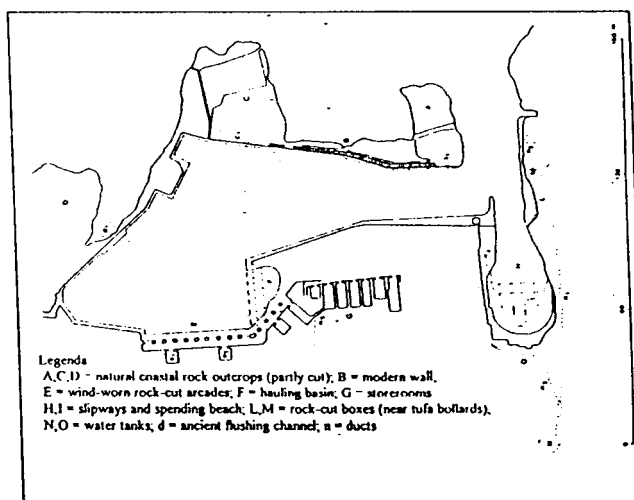 Legenda
A,C,D – natural coastal rock outcrops (partly cut); B = modern wall,
E = wind-worn rock-cut arcades; F = hauling basin; G – storerooms
H,I = slipways and spending beach; L,M = rock-cut boxes (near tufa bollards),
N,O = water tanks; d = ancient flushing channel; n = ducts